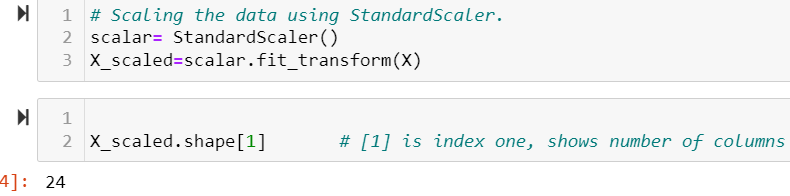 1 # Scaling the data using StandardScaler.
2 scalar= StandardScaler()
3 X_scaled=scalar.fit_transform(X)
1
2 X_scaled.shape[1] # [1] is index one, shows number of columns
4]: 24